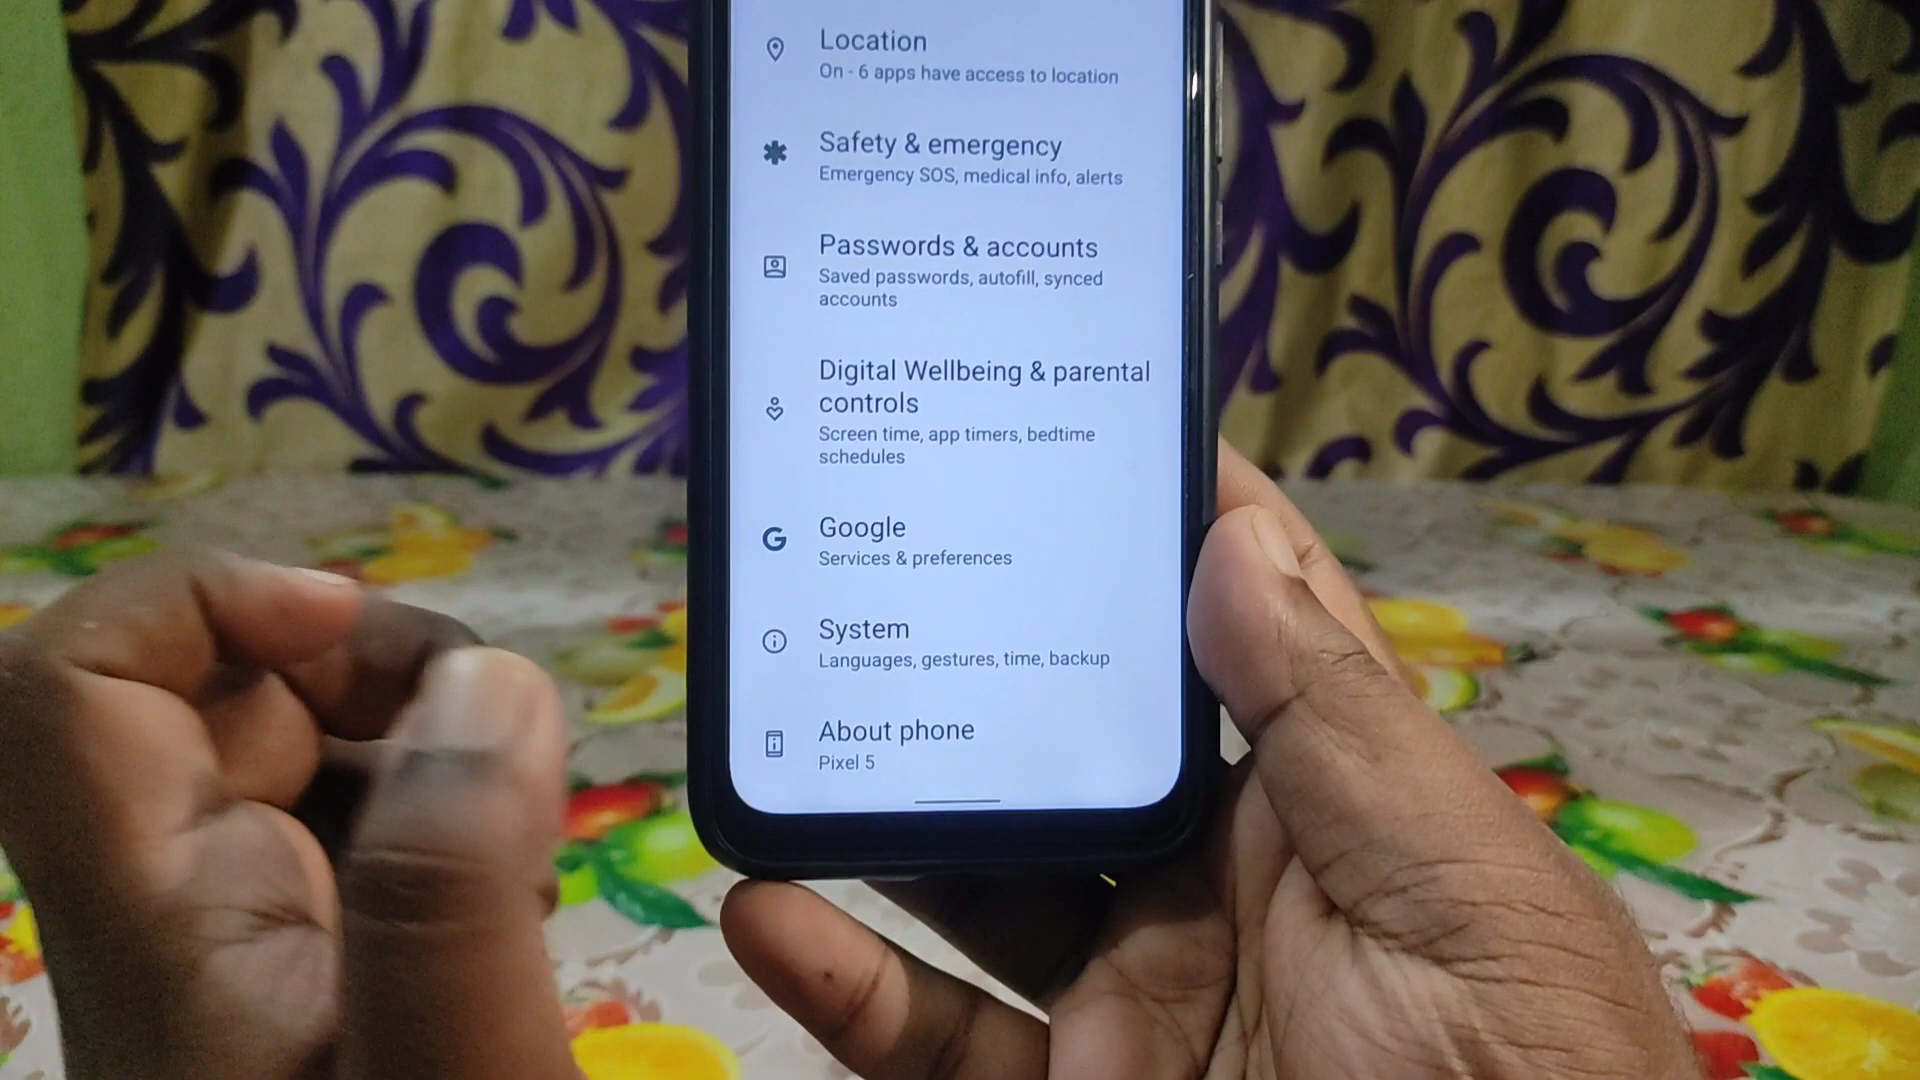 Location
On - 6 apps have access to location
Safety & emergency
Emergency SOS, medical info, alerts
Passwords & accounts
Saved passwords, autofill, synced
accounts
Digital Wellbeing & parental
controls
Screen time, app timers, bedtime
schedules
Google
Services & preferences
System
Languages, gestures, time, backup
About phone
Pixel 5